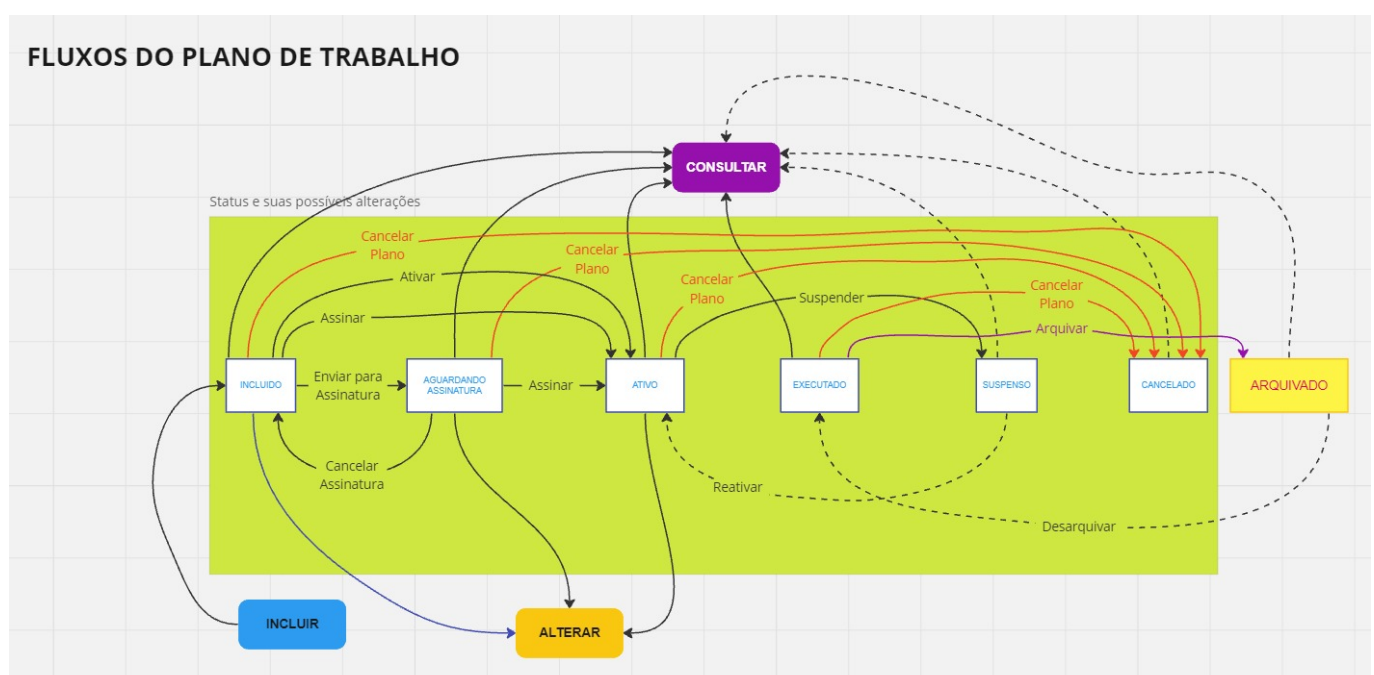 FLUXOS DO PLANO DE TRABALHO
CONSULTAR
Status e suas possíveis alterações
Cancelar
Plano
Cancelar
Plano
Ativar
Cancelar
Plano
Cancelar
Plano
Suspender
Assinar
Arquivar
INCLUIDO
Enviar para
Assinatura
AGUARDANDO
ASSINATURA
Assinar
ATIVO
EXECUTADO
SUSPENSO
CANCELADO
ARQUIVADO
Cancelar
Assinatura
Reativar
Desarquivar
INCLUIR
ALTERAR